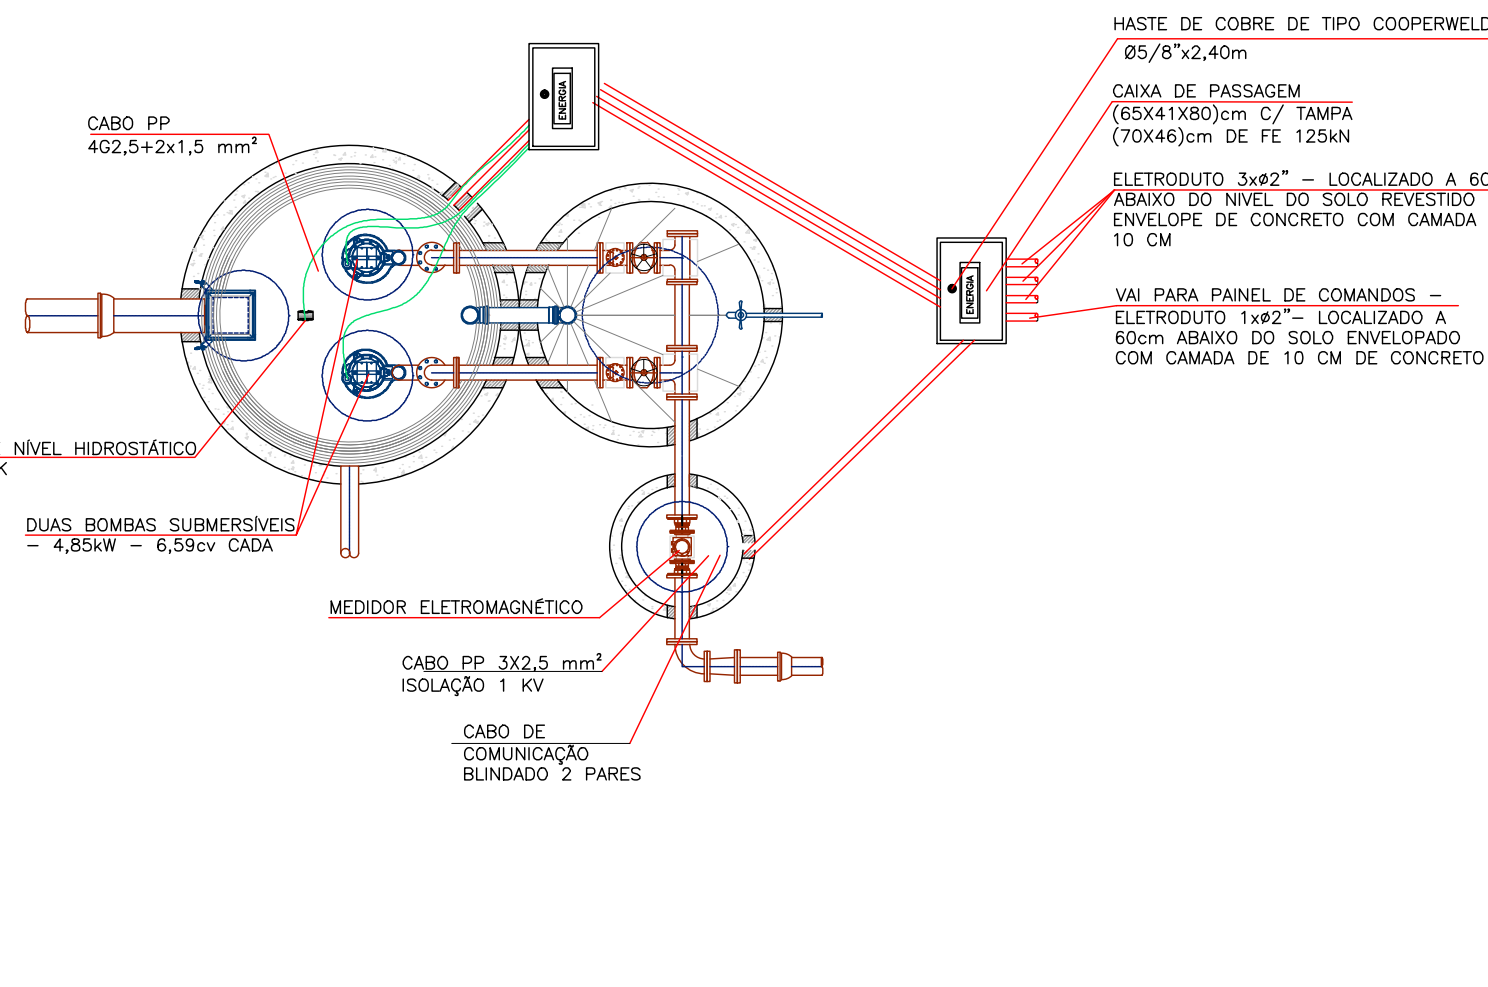 HASTE DE COBRE DE TIPO COOPERWELD
Ø5/8"x2,40m
CAIXA DE PASSAGEM
(65X41X80)cm C/ TAMPA
(70X46)cm DE FE 125kN
ELETRODUTO 3xø2" – LOCALIZADO A 60
ABAIXO DO NIVEL DO SOLO REVESTIDO
ENVELOPE DE CONCRETO COM CAMADA
10 CM
VAI PARA PAINEL DE COMANDOS –
ELETRODUTO 1xø2"– LOCALIZADO A
60cm ABAIXO DO SOLO ENVELOPADO
COM CAMADA DE 10 CM DE CONCRETO
ENERGIA
ENERGIA
CABO PP
4G2,5+2x1,5 mm²
NÍVEL HIDROSTÁTICO
K
DUAS BOMBAS SUBMERSÍVEIS
– 4,85kW – 6,59cv CADA
MEDIDOR ELETROMAGNÉTICO
CABO PP 3X2,5 mm²
ISOLAÇÃO 1 KV
CABO DE
COMUNICAÇÃO
BLINDADO 2 PARES